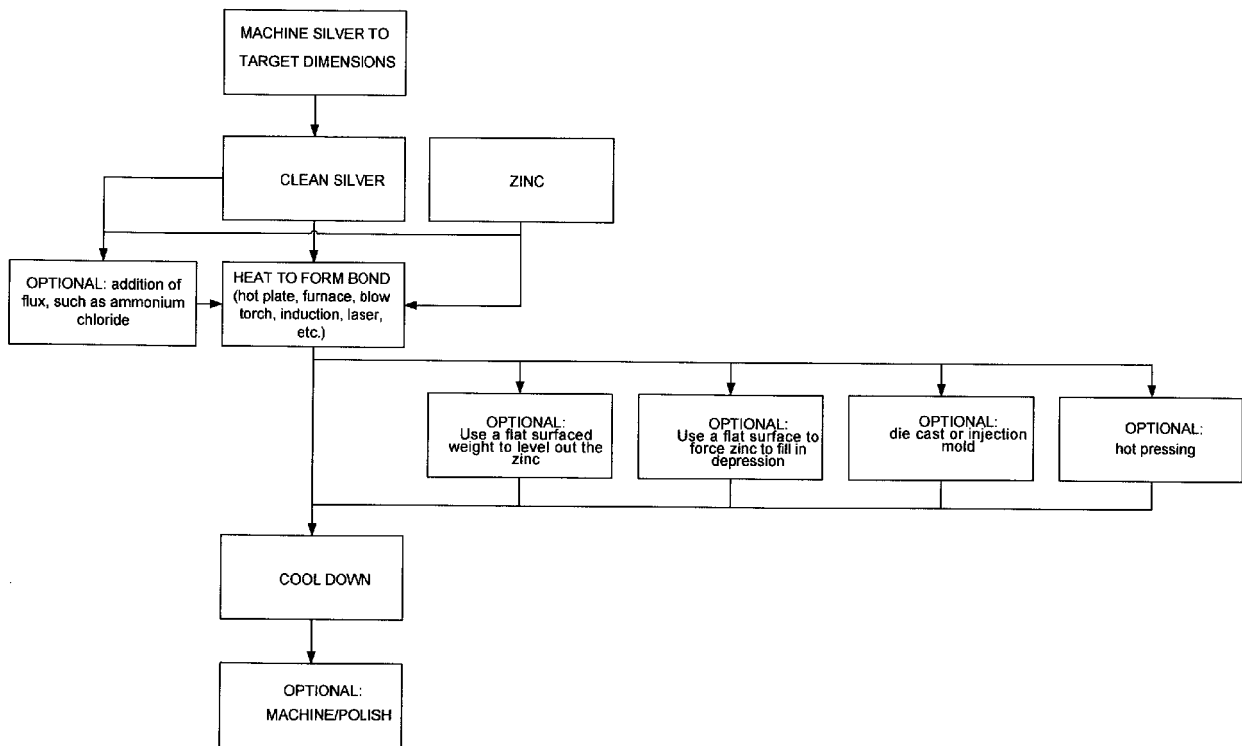 MACHINE SILVER TO
TARGET DIMENSIONS
CLEAN SILVER
ZINC
OPTIONAL: addition of
flux, such as ammonium
chloride
HEAT TO FORM BOND
(hot plate, furnace, blow
torch, induction, laser,
etc.)
OPTIONAL:
Use a flat surfaced
weight to level out the
zinc
OPTIONAL:
Use a flat surface to
force zinc to fill in
depression
OPTIONAL:
die cast or injection
mold
OPTIONAL:
hot pressing
COOL DOWN
OPTIONAL:
MACHINE/POLISH